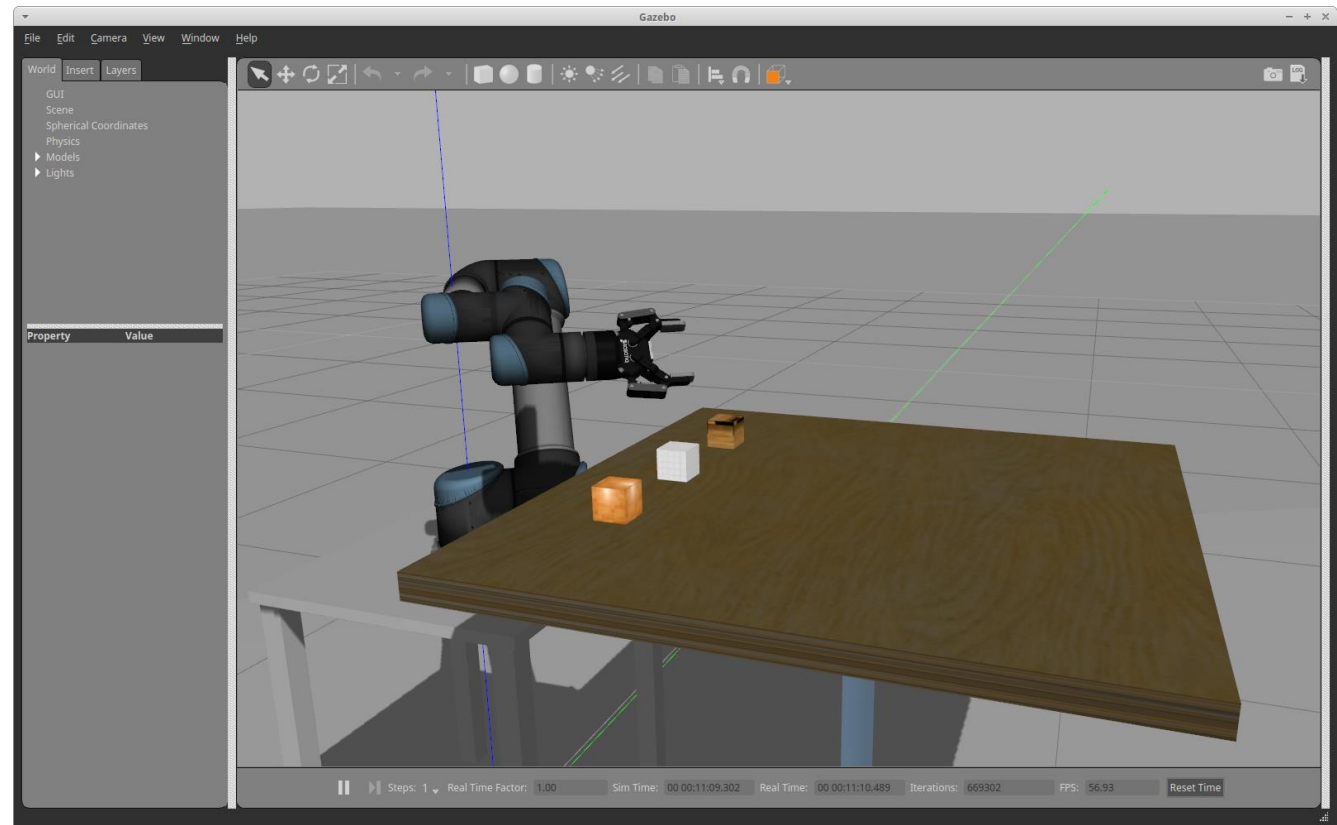 Gazebo
File Edit Camera View Window Help
World Insert Layers
GUI
Scene
Spherical Coordinates
Physics
Models
Lights
Property Value
LOG
Steps: 1 Real Time Factor: 1.00 Sim Time: 00 00:11:09.302 Real Time: 00 00:11:10.489 Iterations: 669302 FPS: 56.93 Reset Time